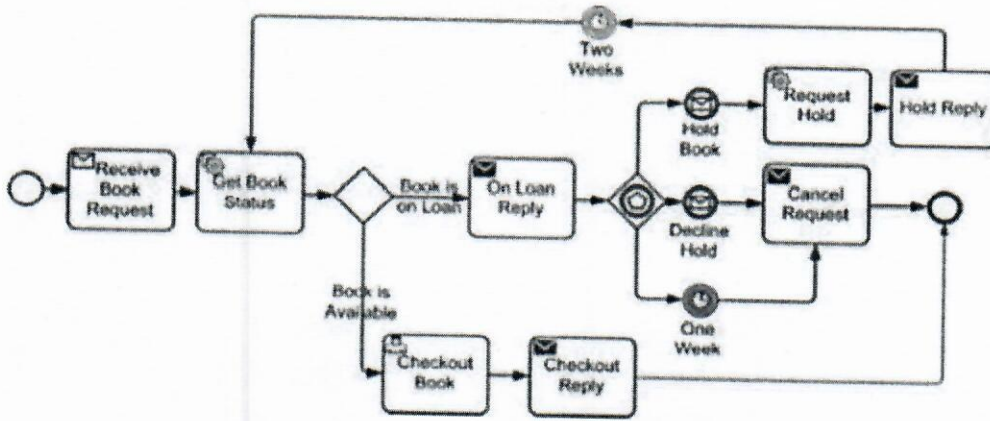 Two
Weeks
Request
Hold
Hold Reply
Hold
Book
Receive
Book
Request
Get Book
Status
Book is
on Loan
On Loan
Reply
Decline
Hold
Cancel
Request
One
Week
Book is
Available
Checkout
Book
Checkout
Reply